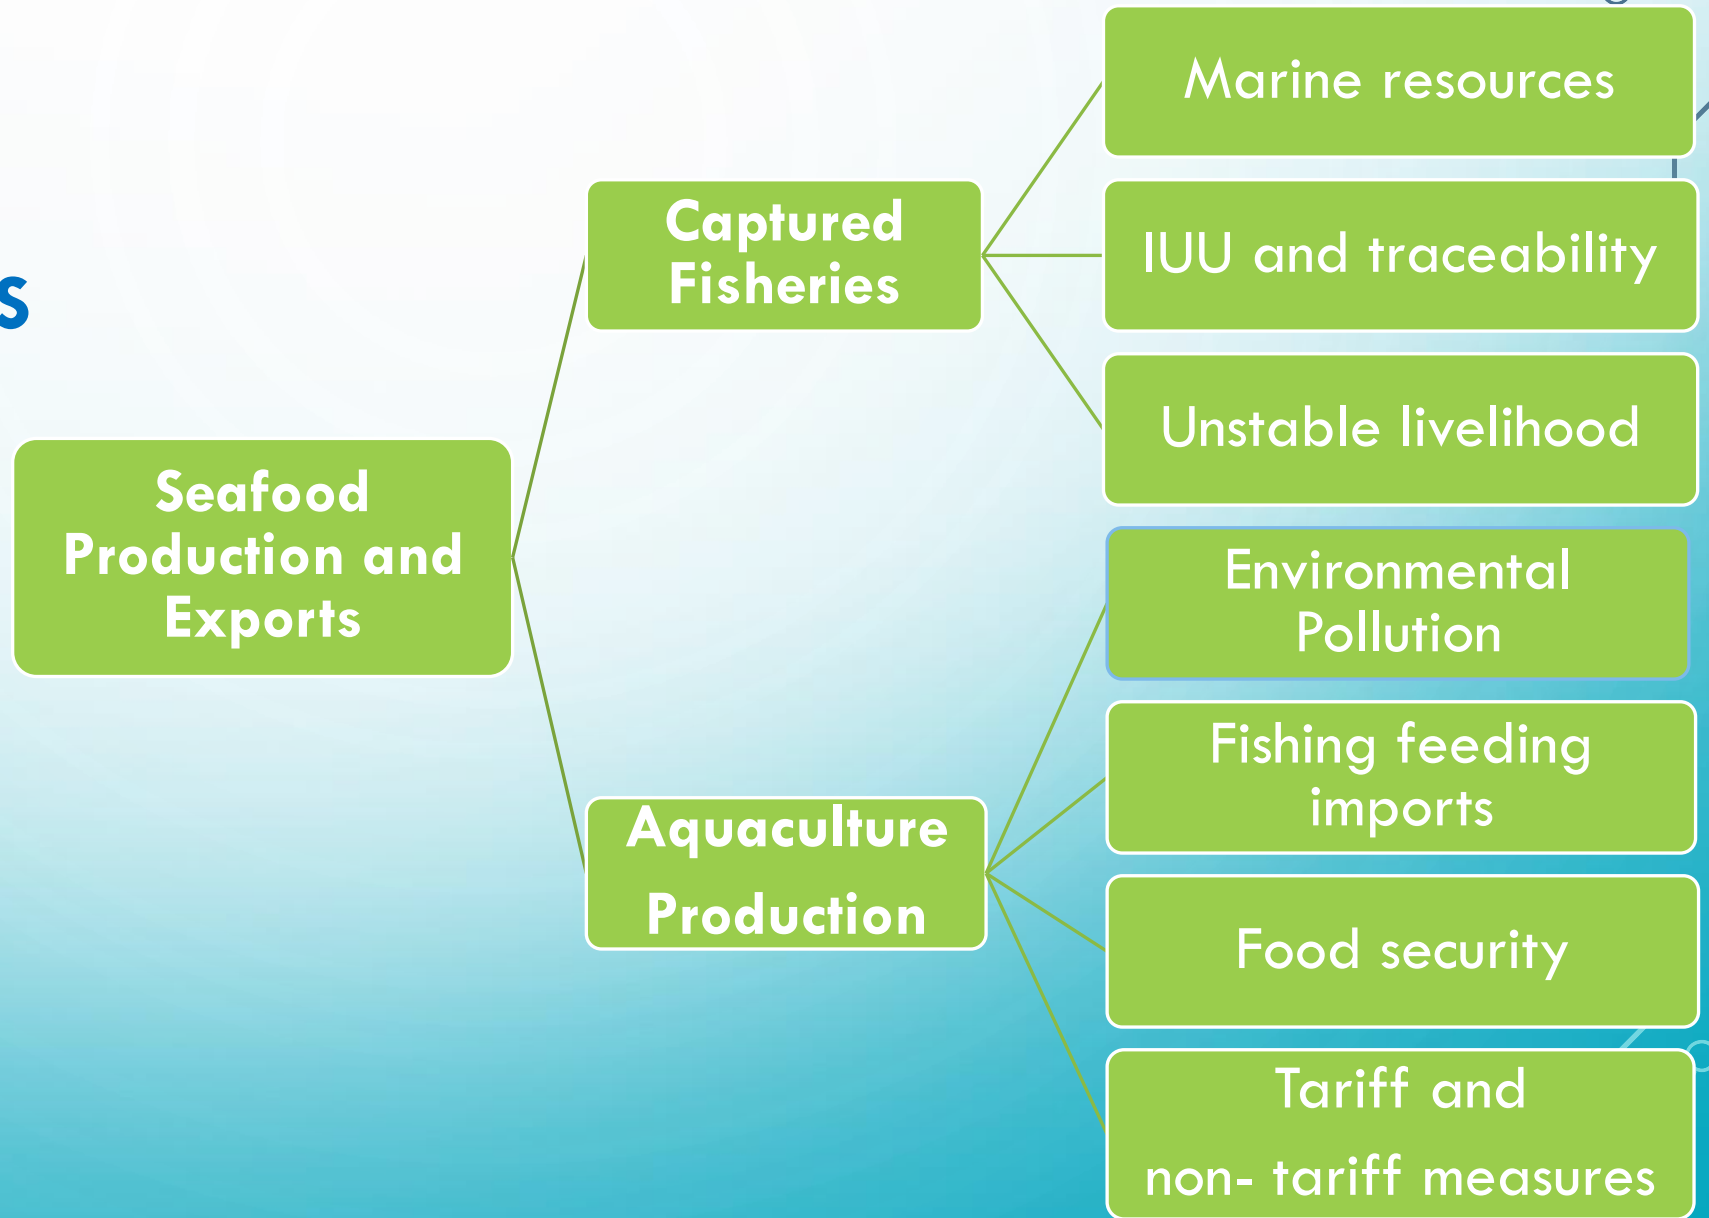 s
Seafood
Production and
Exports
Captured
Fisheries
Aquaculture
Production
Marine resources
IUU and traceability
Unstable livelihood
Environmental
Pollution
Fishing feeding
imports
Food security
Tariff and
non- tariff measures